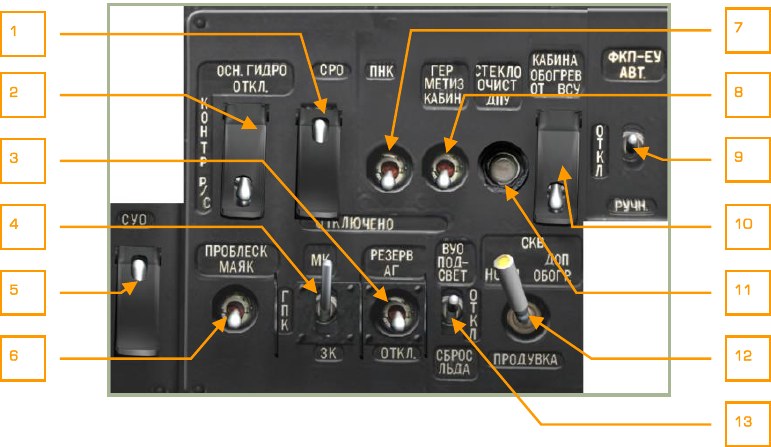 1
2
3
4
5
6
7
8
9
10
11
12
13
ОСН. ГИДРО
ОТКЛ.
КОНТР. Р/С
СРО
ПНК
ГЕР
МЕТИЗ
КАБИН
СТЕКЛО
ОЧИСТ
ДПУ
КАБИНА
ОБОГРЕВ
ОТ ВСУ
ФКП-ЕУ
АВТ.
ОТКЛ
РУЧН.
ОТКЛЮЧЕНО
СУО
ПРОБЛЕСК
МАЯК
ГПК
МК
ЗК
РЕЗЕРВ
АГ
ОТКЛ.
ВУО
ПОД-
СВЕТ
ОТКЛ
СБРОС
ЛЬДА
СКВ
ДОП
ОБОГР
ПРОДУВКА